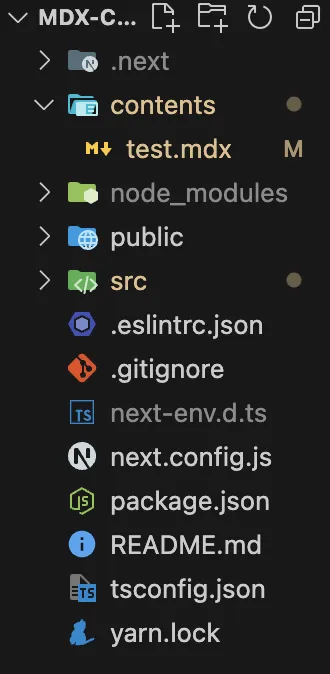 MDX-C...
.next
contents
test.mdx M
node_modules
public
src
.eslintrc.json
.gitignore
TS next-env.d.ts
next.config.js
package.json
README.md
TS tsconfig.json
yarn.lock